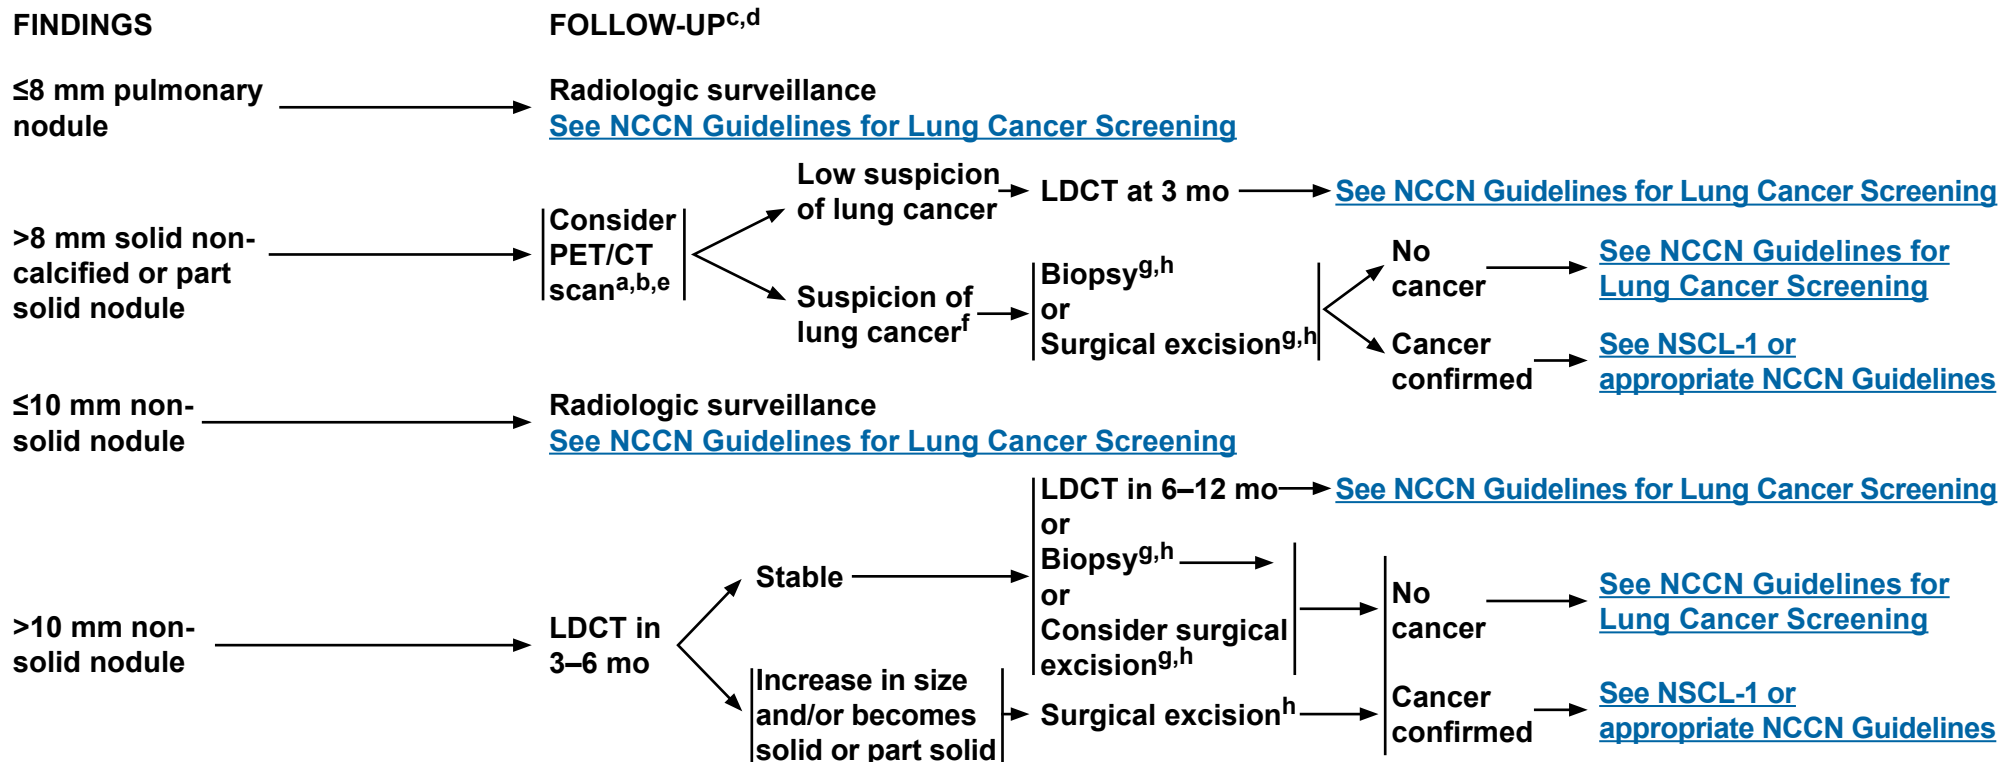 FINDINGS
FOLLOW-UPc,d
≤8 mm pulmonary
nodule
Radiologic surveillance
See NCCN Guidelines for Lung Cancer Screening
>8 mm solid non-
calcified or part
solid nodule
Consider
PET/CT
scana,b,e
Low suspicion
of lung cancer
LDCT at 3 mo
See NCCN Guidelines for Lung Cancer Screening
Suspicion of
lung cancerf
Biopsyg,h
or
Surgical excisiong,h
No
cancer
See NCCN Guidelines for
Lung Cancer Screening
Cancer
confirmed
See NSCL-1 or
appropriate NCCN Guidelines
≤10 mm non-
solid nodule
Radiologic surveillance
See NCCN Guidelines for Lung Cancer Screening
>10 mm non-
solid nodule
LDCT in
3–6 mo
Stable
LDCT in 6–12 mo
See NCCN Guidelines for Lung Cancer Screening
or
Biopsyg,h
or
Consider surgical
excisiong,h
Increase in size
and/or becomes
solid or part solid
Surgical excisionh
No
cancer
See NCCN Guidelines for
Lung Cancer Screening
Cancer
confirmed
See NSCL-1 or
appropriate NCCN Guidelines